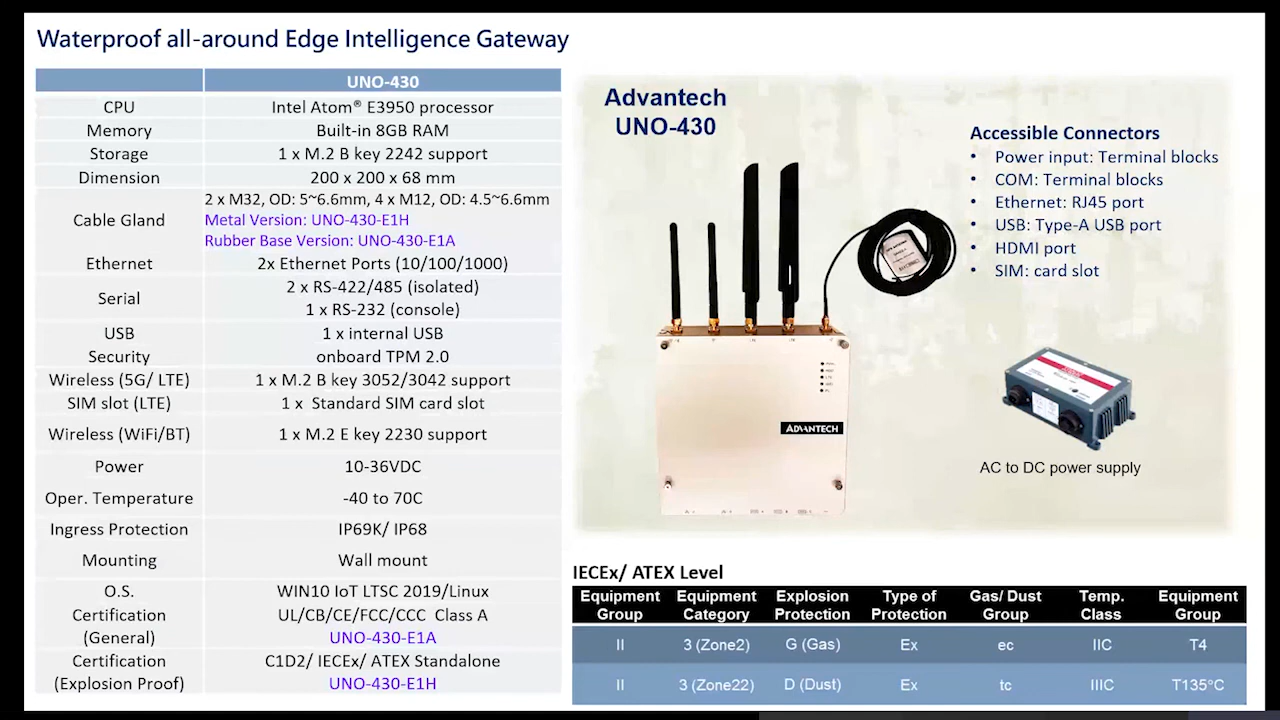 Waterproof all-around Edge Intelligence Gateway
UNO-430
CPU Intel Atom® E3950 processor
Memory Built-in 8GB RAM
Storage 1 x M.2 B key 2242 support
Dimension 200 x 200 x 68 mm
Cable Gland 2 x M32, OD: 5~6.6mm, 4 x M12, OD: 4.5~6.6mm
Metal Version: UNO-430-E1H
Rubber Base Version: UNO-430-E1A
Ethernet 2x Ethernet Ports (10/100/1000)
Serial 2 x RS-422/485 (isolated)
1 x RS-232 (console)
USB 1 x internal USB
Security onboard TPM 2.0
Wireless (5G/ LTE) 1 x M.2 B key 3052/3042 support
SIM slot (LTE) 1 x Standard SIM card slot
Wireless (WiFi/BT) 1 x M.2 E key 2230 support
Power 10-36VDC
Oper. Temperature -40 to 70C
Ingress Protection IP69K/ IP68
Mounting Wall mount
O.S. WIN10 IoT LTSC 2019/Linux
Certification (General) UL/CB/CE/FCC/CCC Class A
UNO-430-E1A
Certification (Explosion Proof) C1D2/ IECEx/ ATEX Standalone
UNO-430-E1H
Advantech
UNO-430
ADVANTECH
Accessible Connectors
• Power input: Terminal blocks
• COM: Terminal blocks
• Ethernet: RJ45 port
• USB: Type-A USB port
• HDMI port
• SIM: card slot
AC to DC power supply
IECEx/ ATEX Level
Equipment Group Equipment Category Explosion Protection Type of Protection Gas/ Dust Group Temp. Class Equipment Group
II 3 (Zone2) G (Gas) Ex ec IIC T4
II 3 (Zone22) D (Dust) Ex tc IIIC T135°C